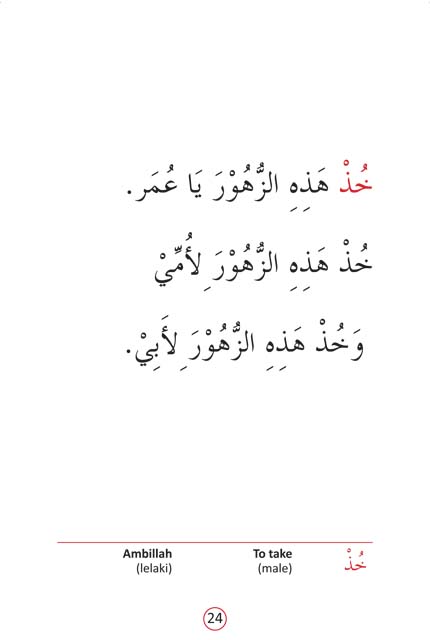 خُذْ هَذِهِ الزُّهُوْرَ يَا عُمَر.
خُذْ هَذِهِ الزُّهُوْرَ لِأُمِّيْ
وَخُذْ هَذِهِ الزُّهُوْرَ لِأَبِيْ.
خُذْ To take Ambillah
(male) (lelaki)
24